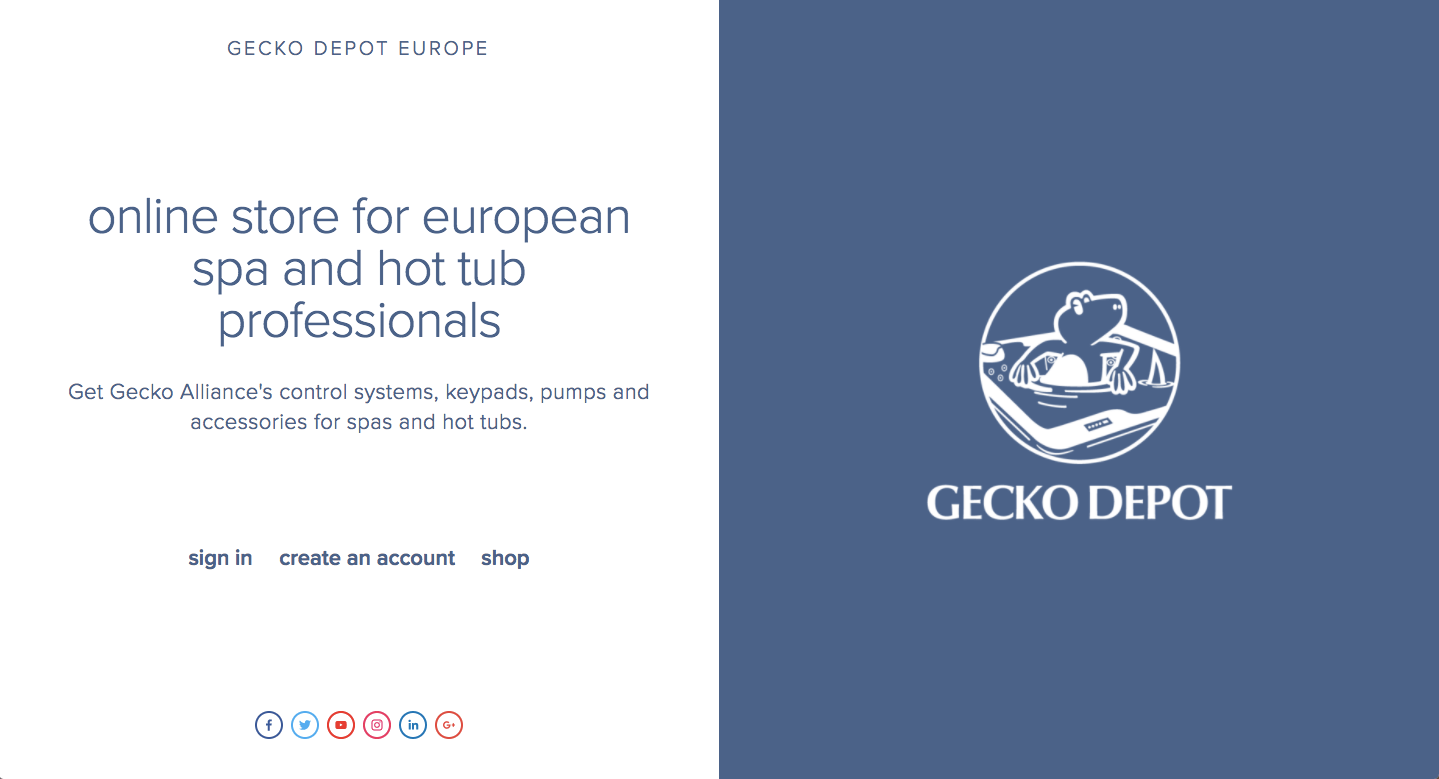 GECKO DEPOT EUROPE
online store for european
spa and hot tub
professionals
Get Gecko Alliance's control systems, keypads, pumps and
accessories for spas and hot tubs.
sign in create an account shop
f in G+
GECKO DEPOT